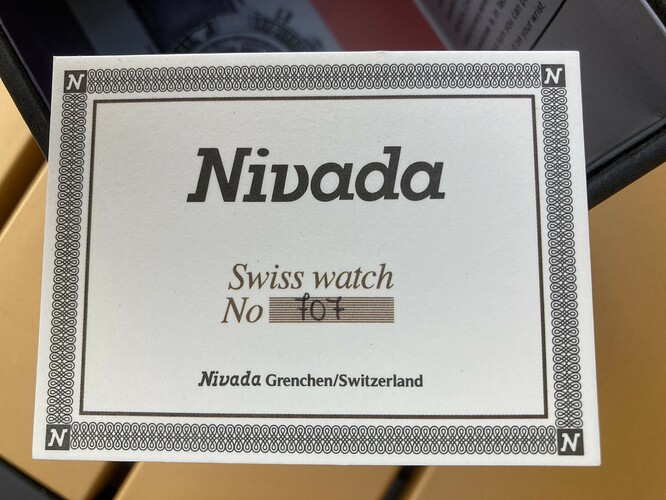 N N
Nivada
Swiss watch
No 707
Nivada Grenchen/Switzerland
N N